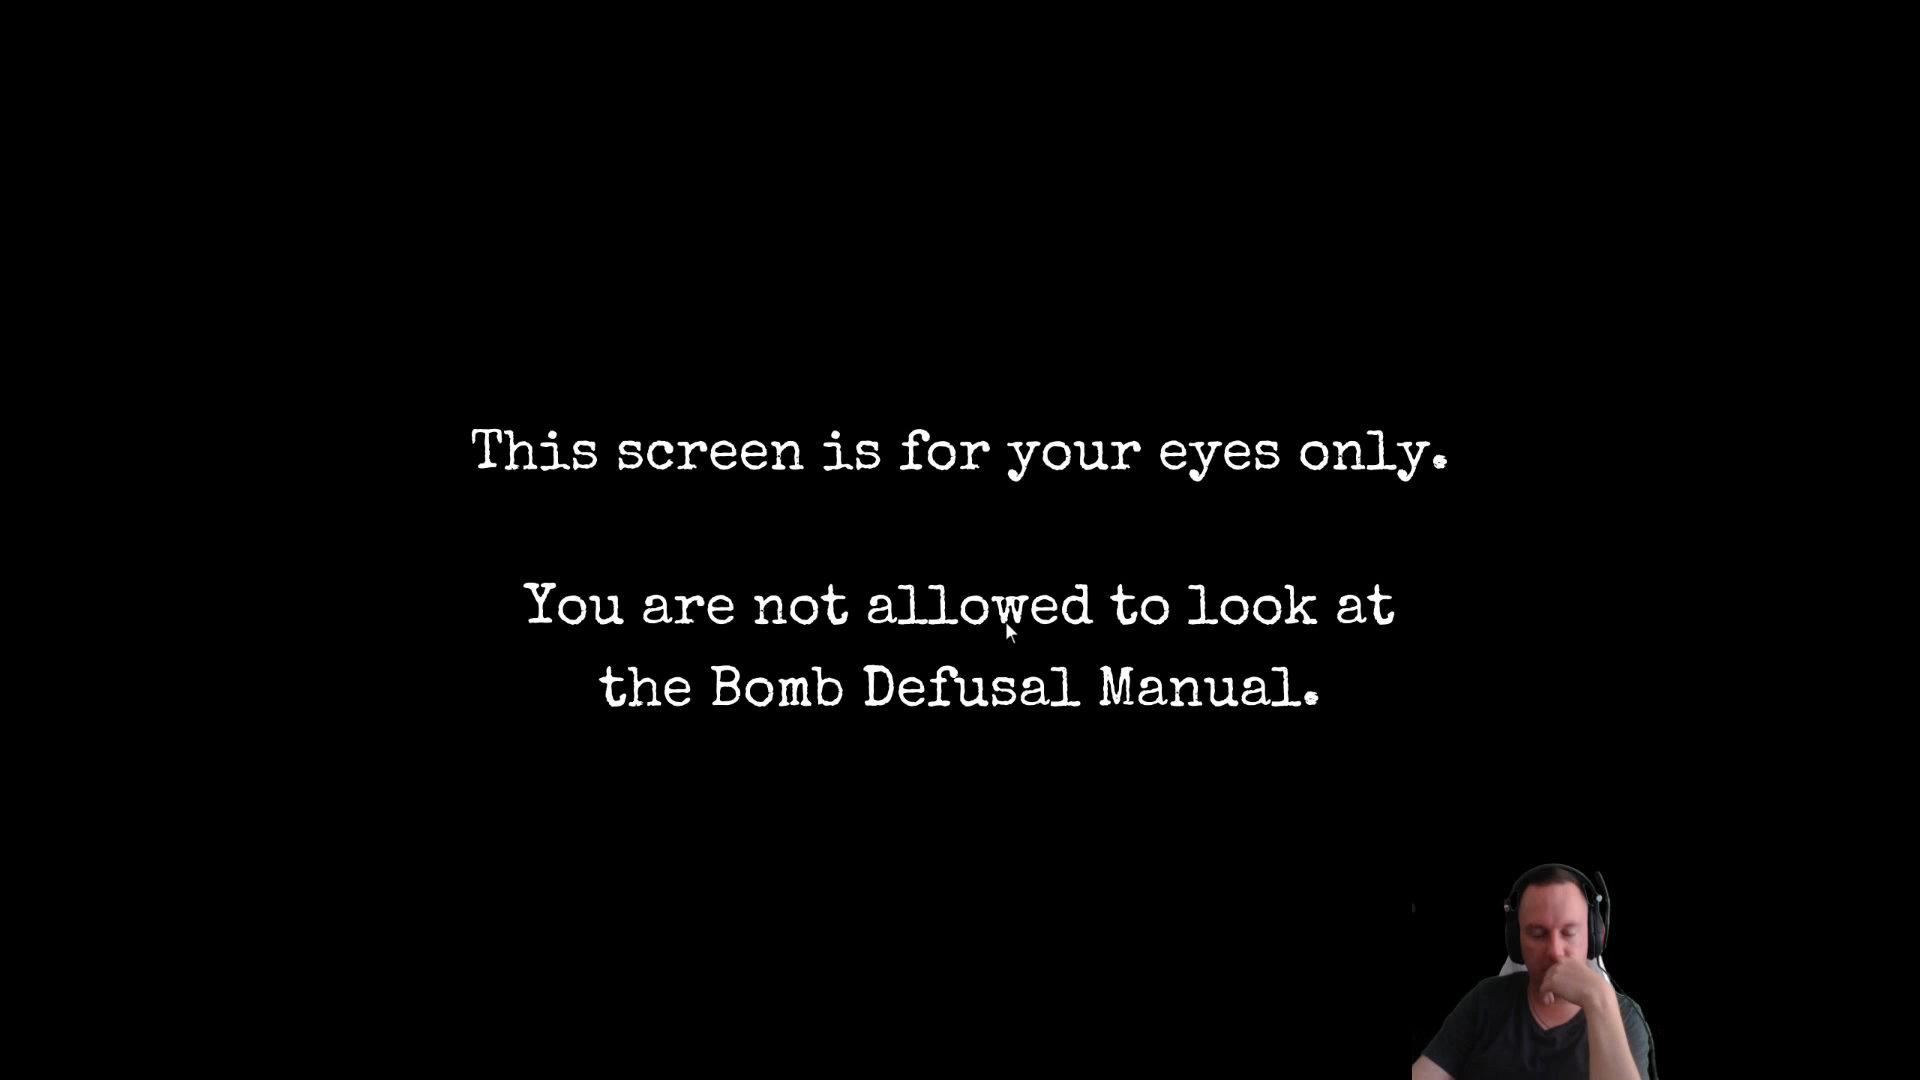 This screen is for your eyes only.
You are not allowed to look at
the Bomb Defusal Manual.